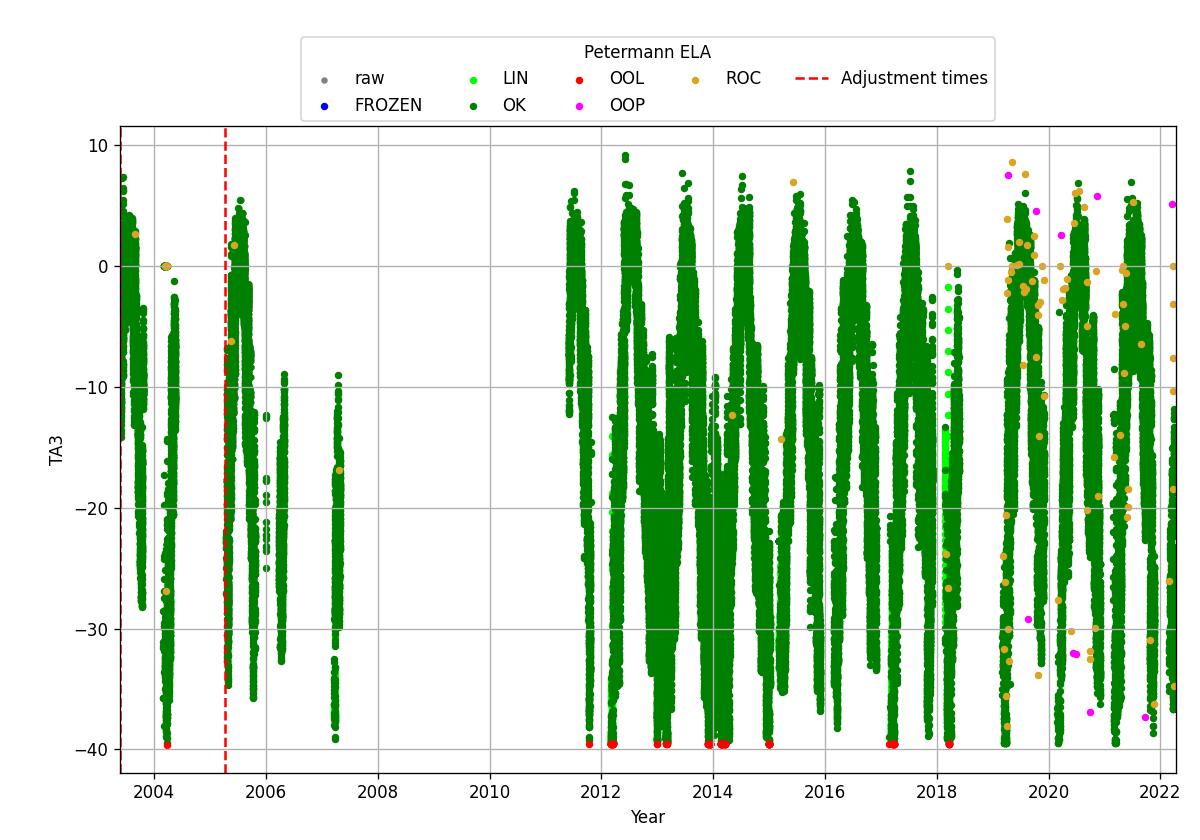 Petermann ELA
raw LIN OOL ROC Adjustment times
FROZEN OK OOP
10
0
−10
−20
−30
−40
TA3
2004 2006 2008 2010 2012 2014 2016 2018 2020 2022
Year